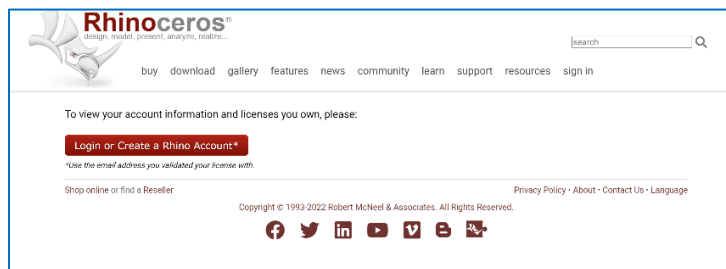 Rhinoceros®
design, model, present, analyze, realize...
search
buy download gallery features news community learn support resources sign in
To view your account information and licenses you own, please:
Login or Create a Rhino Account*
*Use the email address you validated your license with.
Shop online or find a Reseller
Privacy Policy • About • Contact Us • Language
Copyright © 1993-2022 Robert McNeel & Associates. All Rights Reserved.